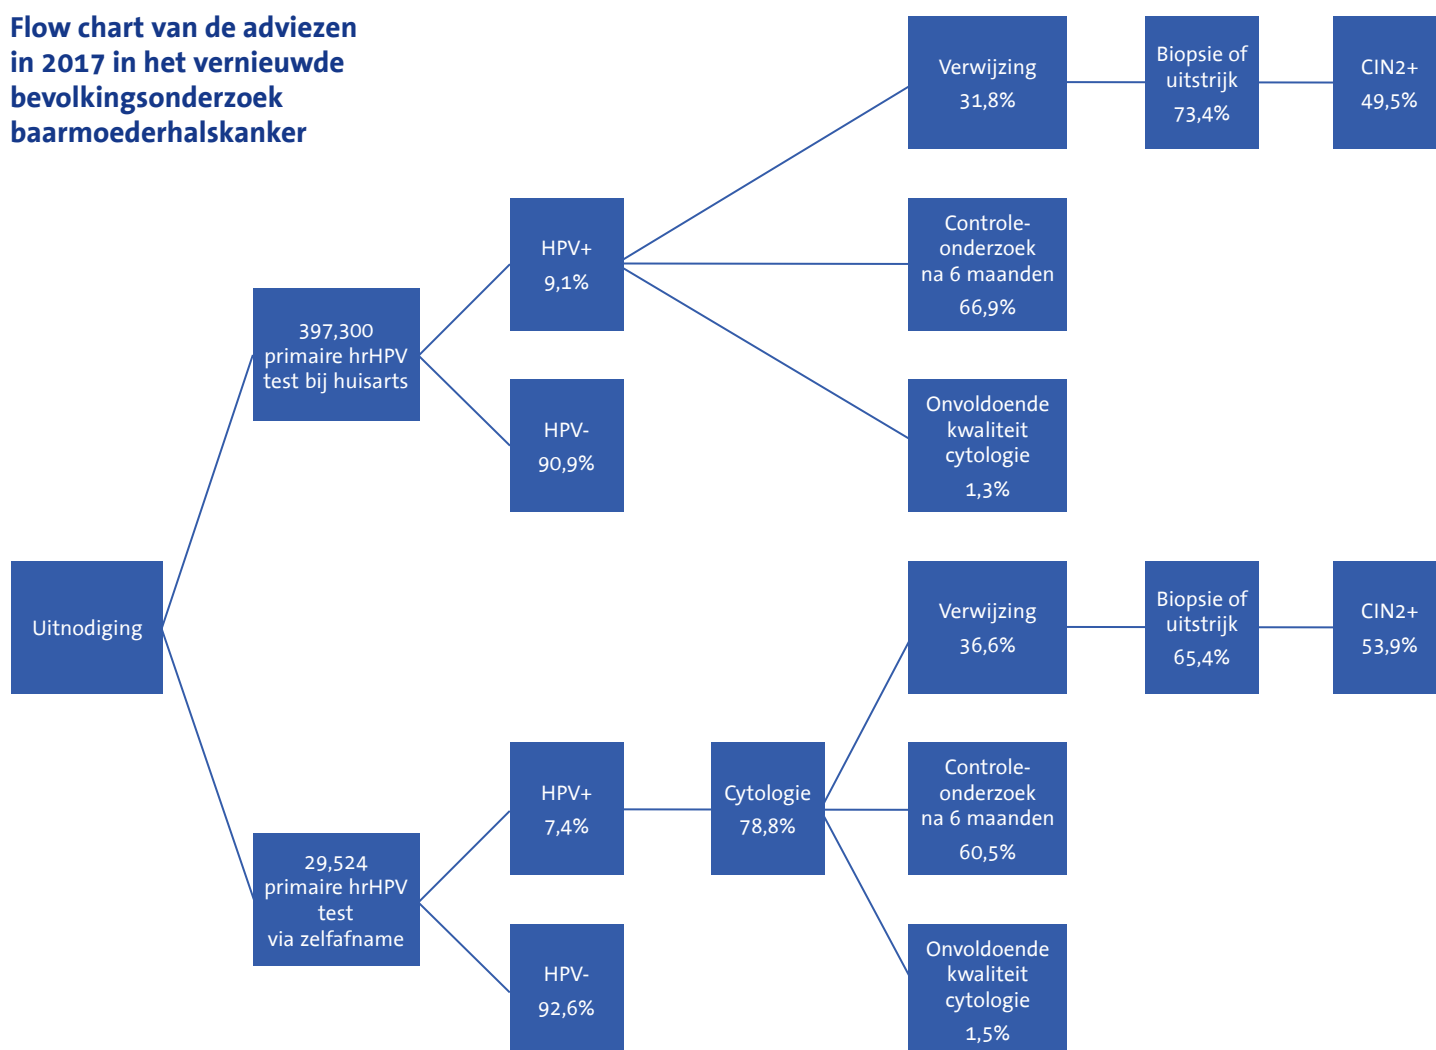 Flow chart van de adviezen
in 2017 in het vernieuwde
bevolkingsonderzoek
baarmoederhalskanker
Uitnodiging
397,300
primaire hrHPV
test bij huisarts
HPV+
9,1%
HPV-
90,9%
Verwijzing
31,8%
Biopsie of
uitstrijk
73,4%
CIN2+
49,5%
Controle-
onderzoek
na 6 maanden
66,9%
Onvoldoende
kwaliteit
cytologie
1,3%
29,524
primaire hrHPV
test
via zelfafname
HPV+
7,4%
HPV-
92,6%
Cytologie
78,8%
Verwijzing
36,6%
Biopsie of
uitstrijk
65,4%
CIN2+
53,9%
Controle-
onderzoek
na 6 maanden
60,5%
Onvoldoende
kwaliteit
cytologie
1,5%